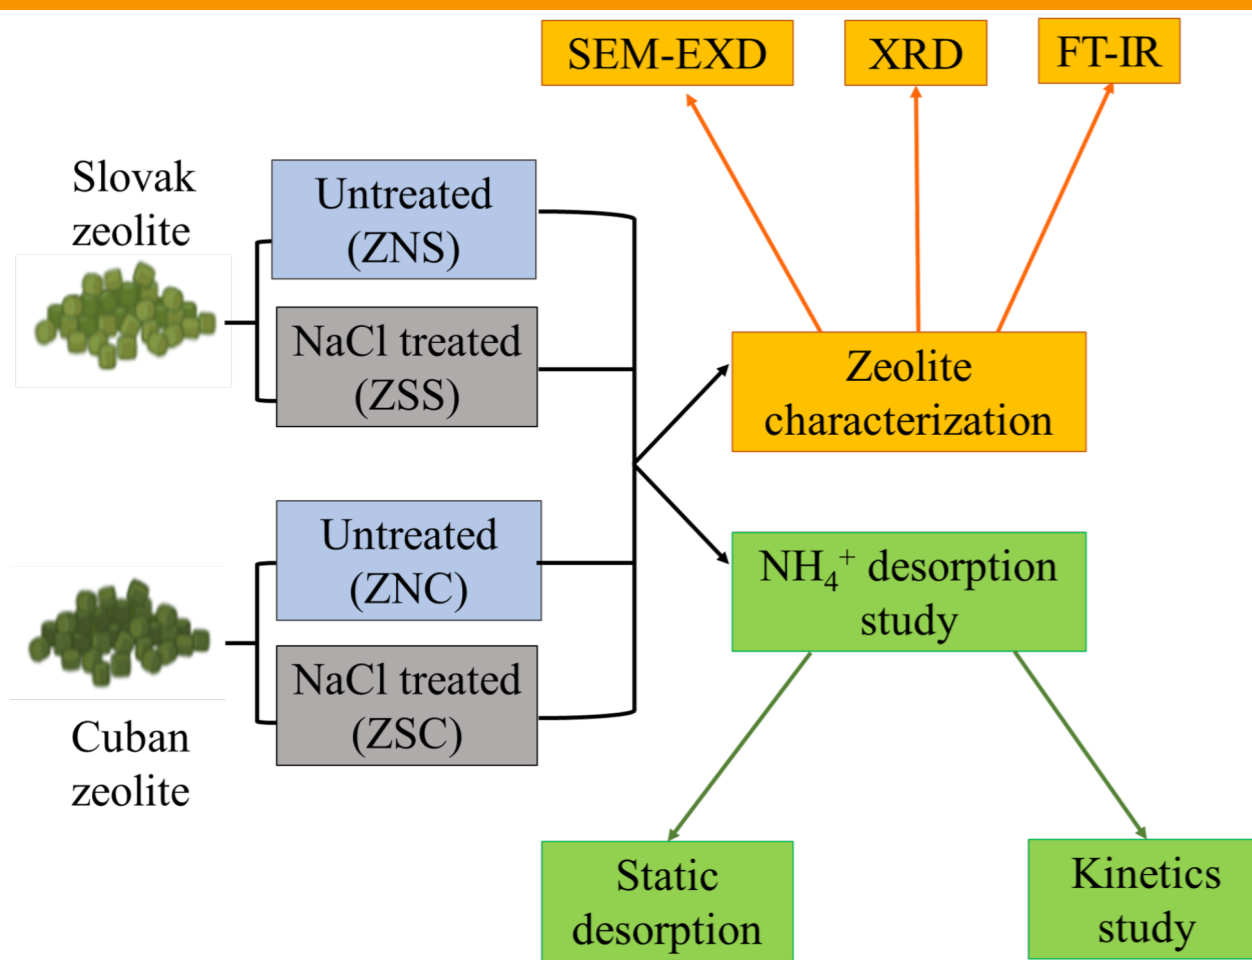 SEM-EXD
XRD
FT-IR
Slovak
zeolite
Untreated
(ZNS)
NaCl treated
(ZSS)
Zeolite
characterization
Untreated
(ZNC)
NH₄⁺ desorption
study
NaCl treated
(ZSC)
Cuban
zeolite
Static
desorption
Kinetics
study